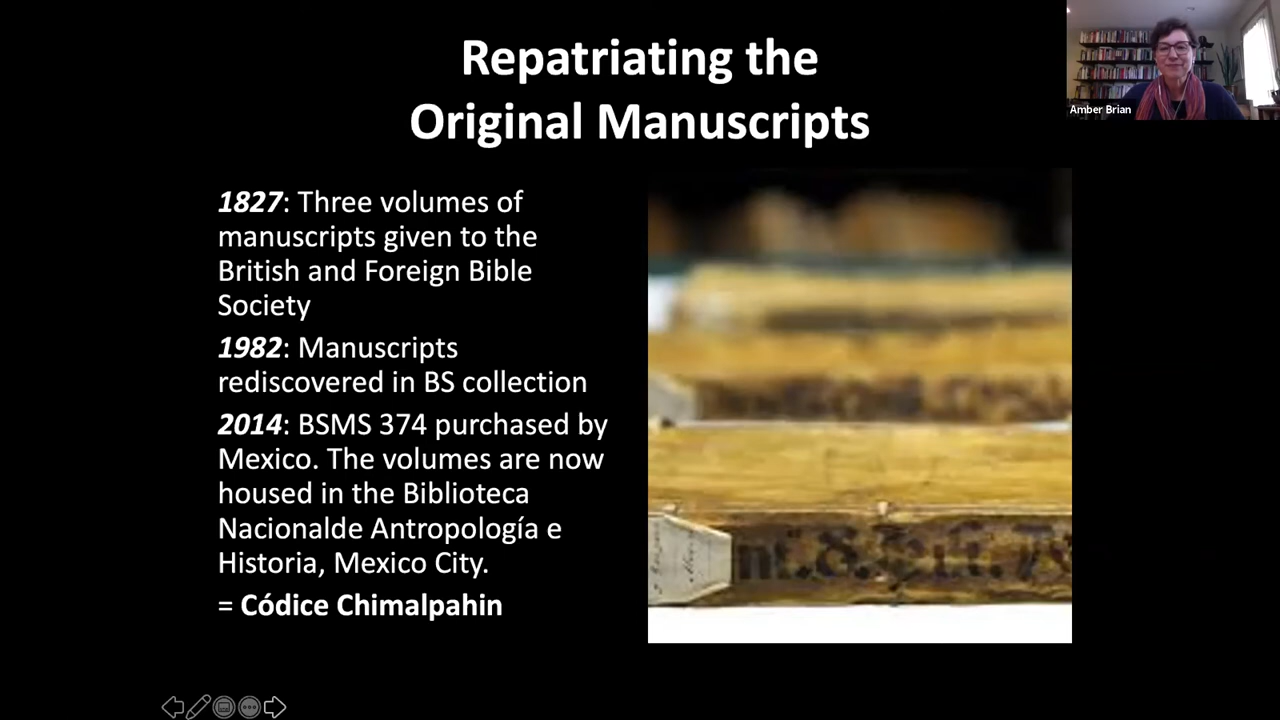 Repatriating the
Original Manuscripts
Amber Brian
1827: Three volumes of
manuscripts given to the
British and Foreign Bible
Society
1982: Manuscripts
rediscovered in BS collection
2014: BSMS 374 purchased by
Mexico. The volumes are now
housed in the Biblioteca
Nacionalde Antropología e
Historia, Mexico City.
= Códice Chimalpahin